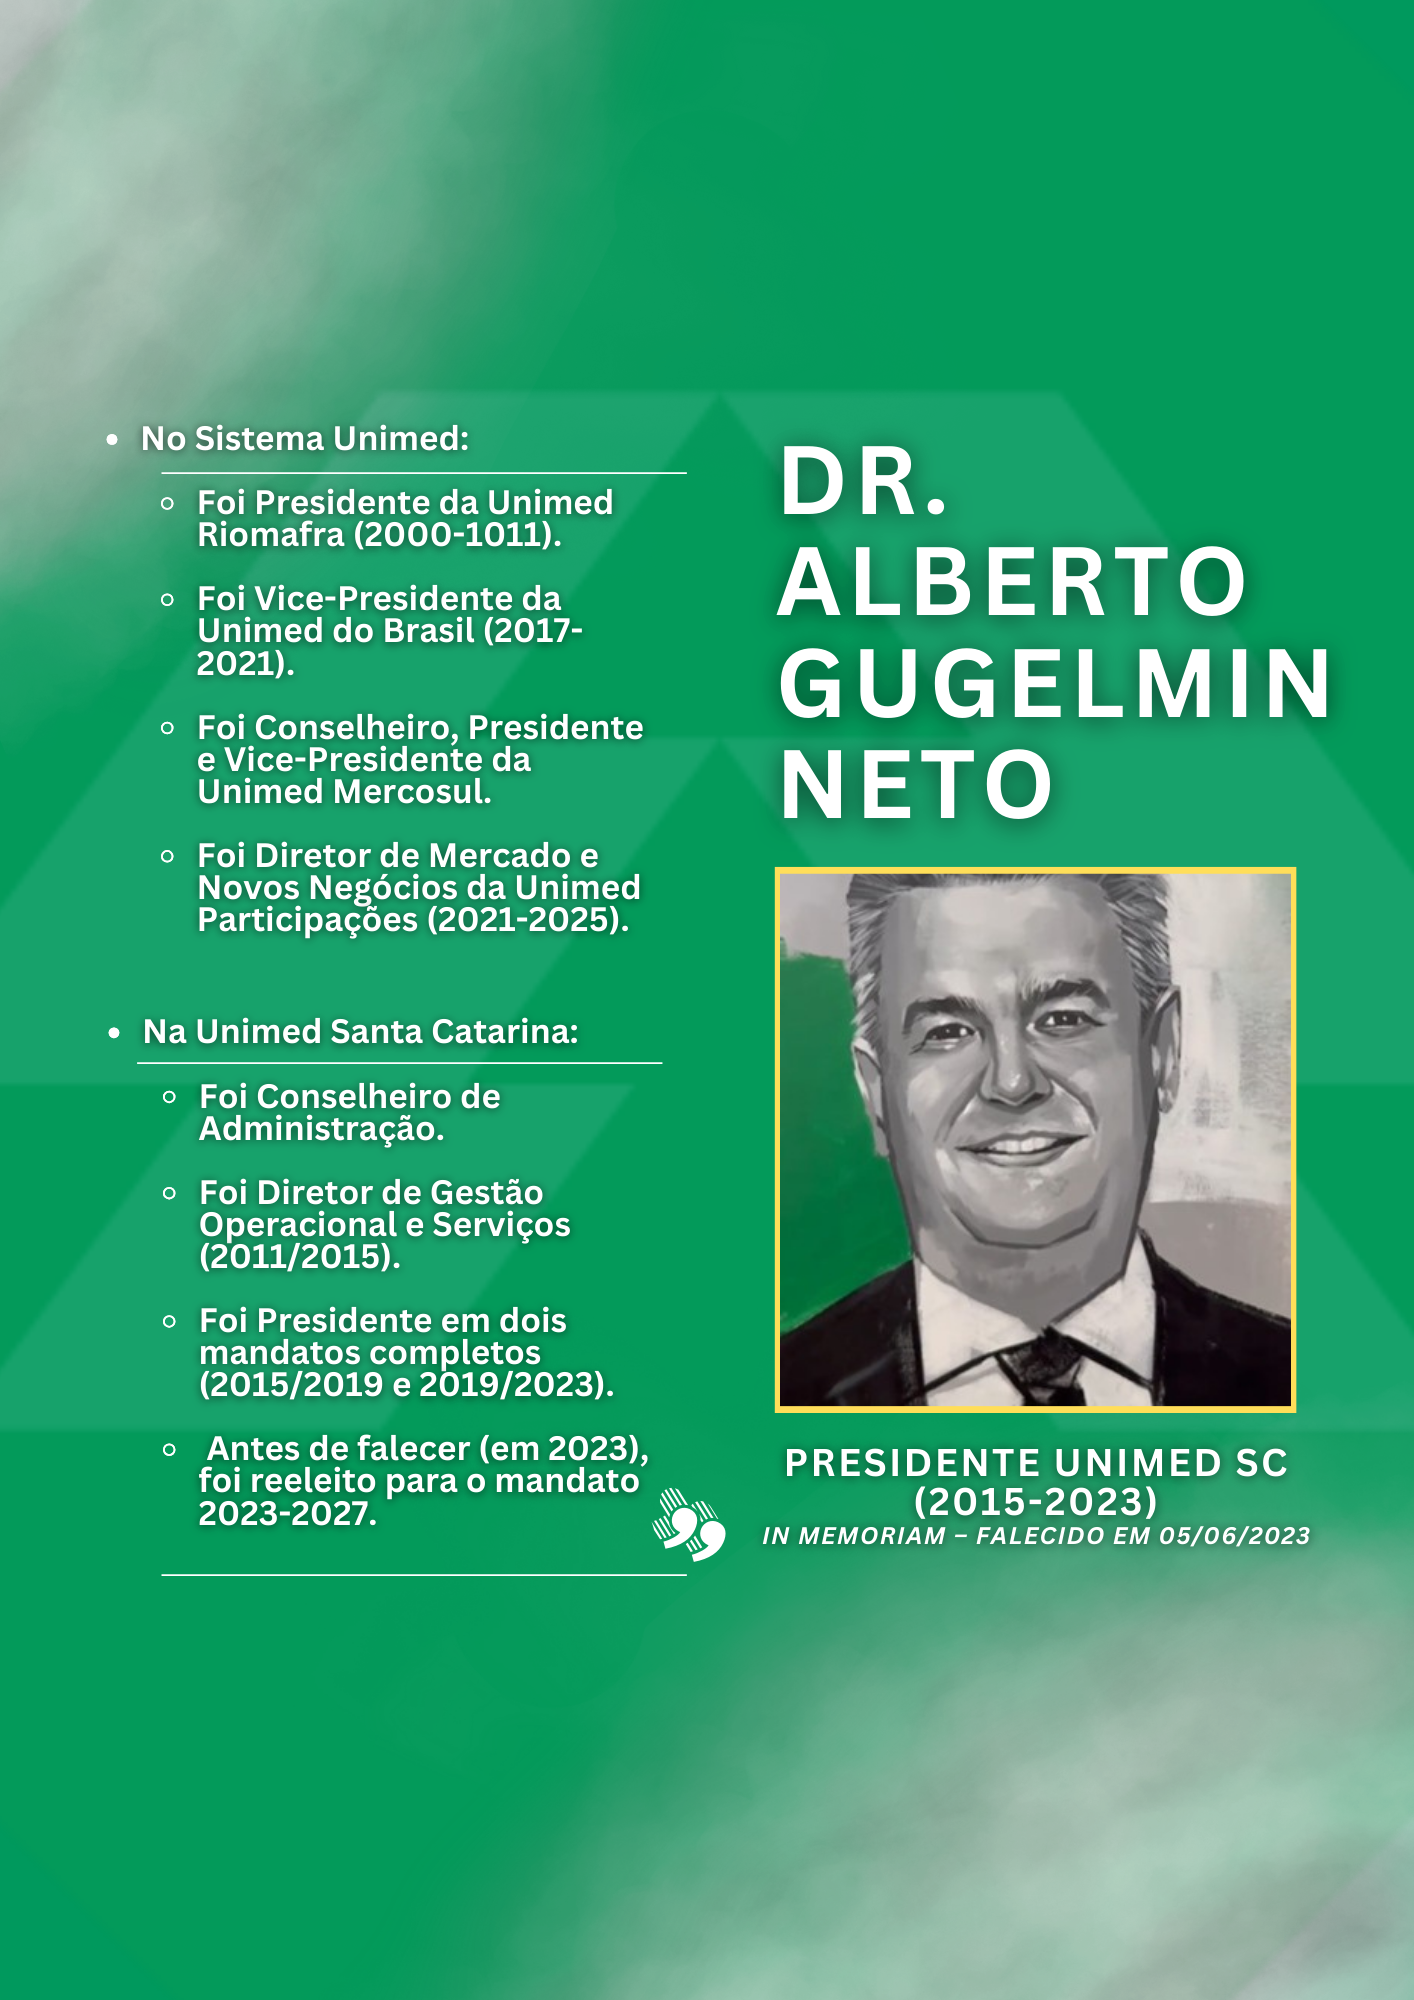 • No Sistema Unimed:
◦ Foi Presidente da Unimed
Riomafra (2000-1011).
◦ Foi Vice-Presidente da
Unimed do Brasil (2017-
2021).
◦ Foi Conselheiro, Presidente
e Vice-Presidente da
Unimed Mercosul.
◦ Foi Diretor de Mercado e
Novos Negócios da Unimed
Participações (2021-2025).
• Na Unimed Santa Catarina:
◦ Foi Conselheiro de
Administração.
◦ Foi Diretor de Gestão
Operacional e Serviços
(2011/2015).
◦ Foi Presidente em dois
mandatos completos
(2015/2019 e 2019/2023).
◦ Antes de falecer (em 2023),
foi reeleito para o mandato
2023-2027.
DR.
ALBERTO
GUGELMIN
NETO
PRESIDENTE UNIMED SC
(2015-2023)
IN MEMORIAM – FALECIDO EM 05/06/2023